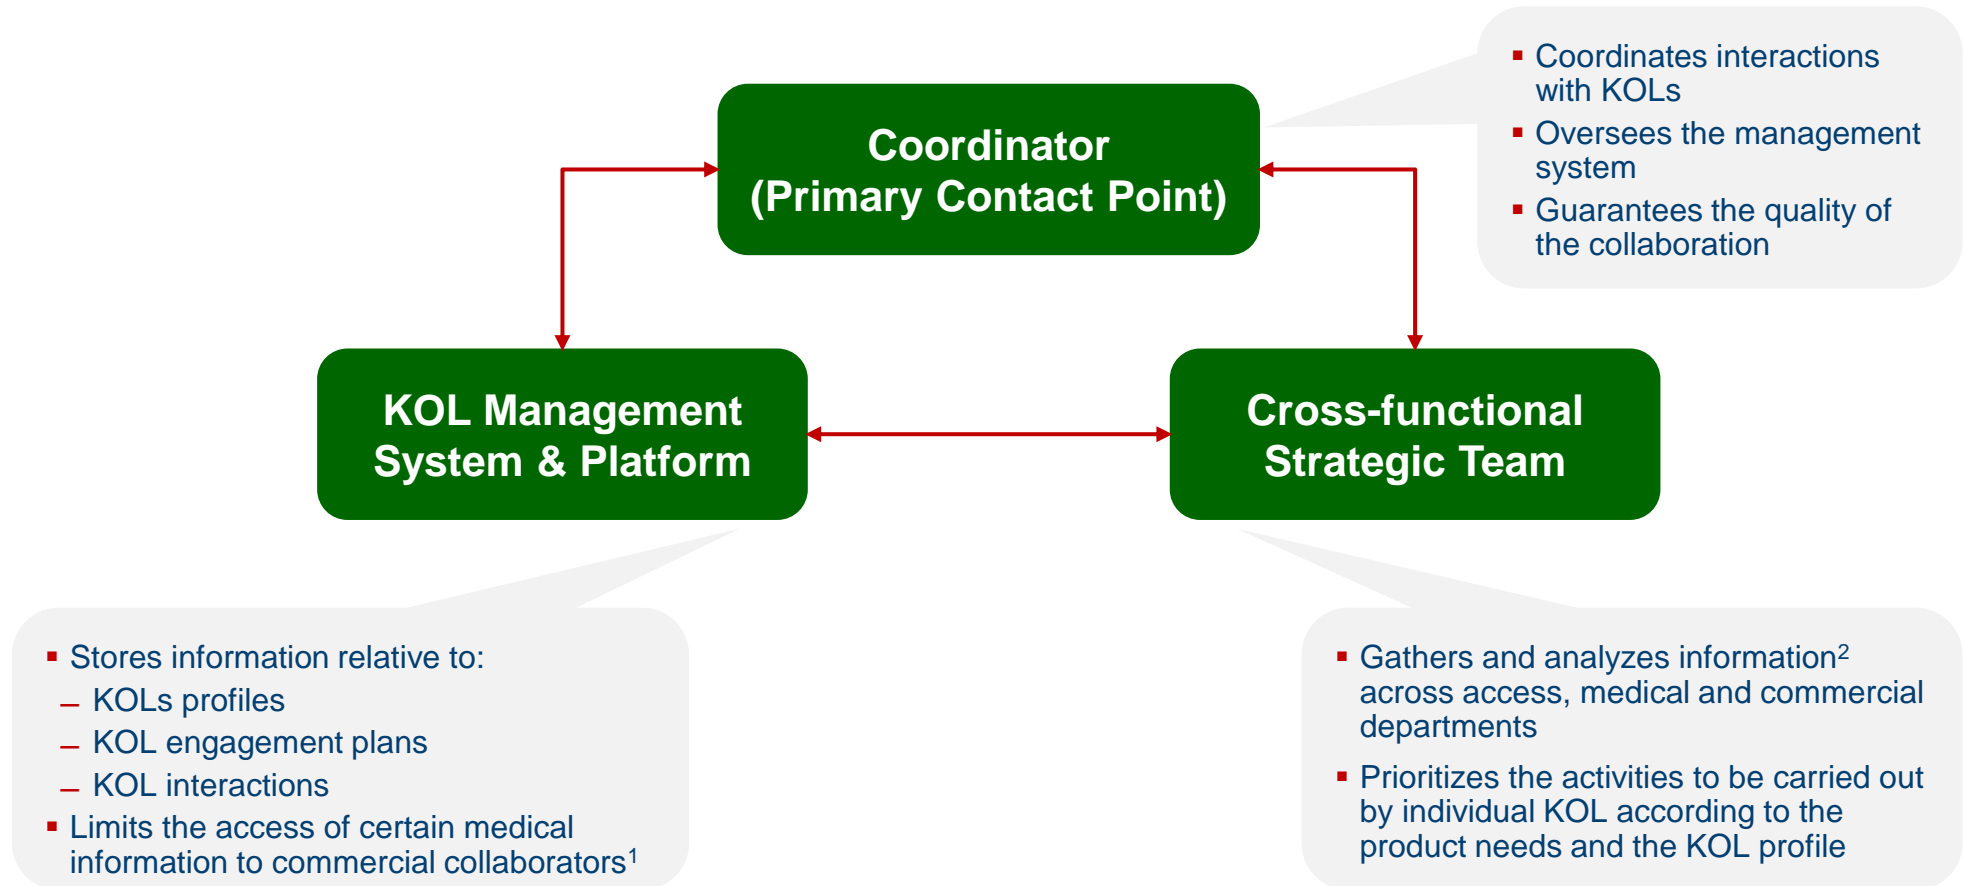 Coordinator
(Primary Contact Point)
▪ Coordinates interactions
with KOLs
▪ Oversees the management
system
▪ Guarantees the quality of
the collaboration
KOL Management
System & Platform
Cross-functional
Strategic Team
▪ Stores information relative to:
– KOLs profiles
– KOL engagement plans
– KOL interactions
▪ Limits the access of certain medical
information to commercial collaborators¹
▪ Gathers and analyzes information²
across access, medical and commercial
departments
▪ Prioritizes the activities to be carried out
by individual KOL according to the
product needs and the KOL profile